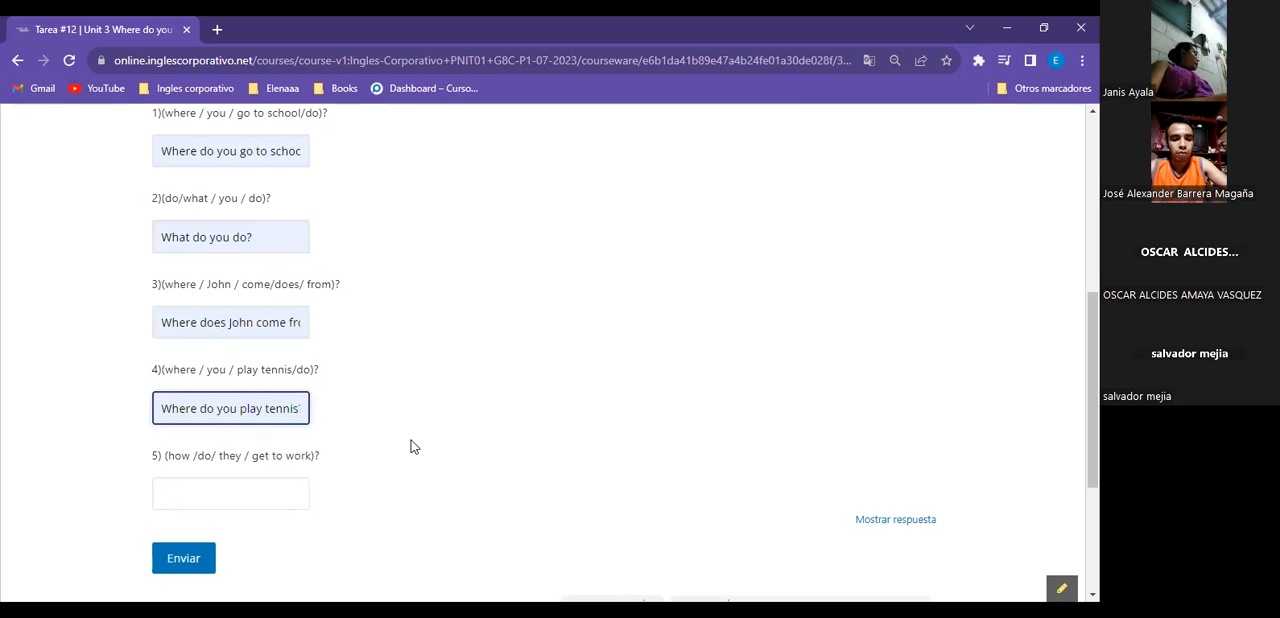 Tarea #12 | Unit 3 Where do you
online.inglescorporativo.net/courses/course-v1:Ingles-Corporativo+PNIT01+G8C-P1-07-2023/courseware/e6b1da41b89e47a4b24fe01a30de028f/3...
E
Gmail
YouTube
Ingles corporativo
Elenaaa
Books
Dashboard – Curso...
Otros marcadores
1)(where / you / go to school/do)?
Where do you go to schoo
2)(do/what / you / do)?
What do you do?
3)(where / John / come/does/ from)?
Where does John come fro
4)(where / you / play tennis/do)?
Where do you play tennis?
5) (how /do/ they / get to work)?
Mostrar respuesta
Enviar
Janis Ayala
José Alexander Barrera Magaña
OSCAR ALCIDES...
OSCAR ALCIDES AMAYA VASQUEZ
salvador mejia
salvador mejia